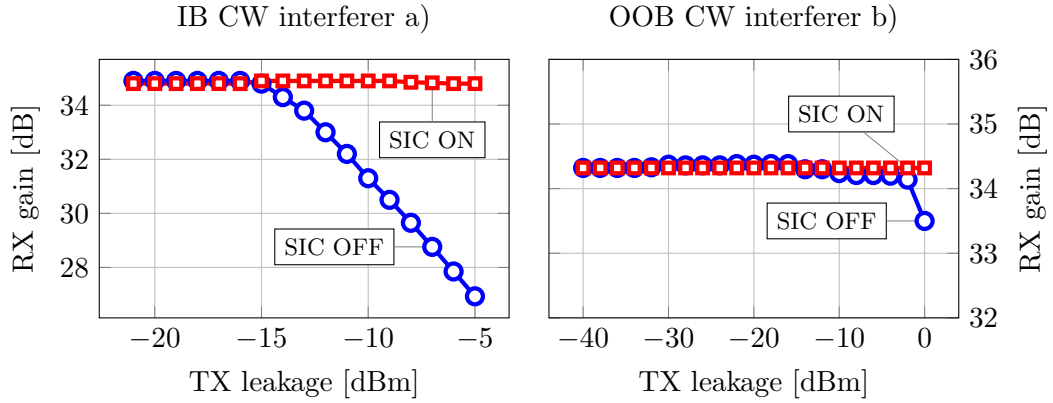 IB CW interferer a)
OOB CW interferer b)
RX gain [dB]
34
32
30
28
SIC ON
SIC OFF
−20
−15
−10
−5
TX leakage [dBm]
36
35
34
33
32
RX gain [dB]
SIC ON
SIC OFF
−40
−30
−20
−10
0
TX leakage [dBm]